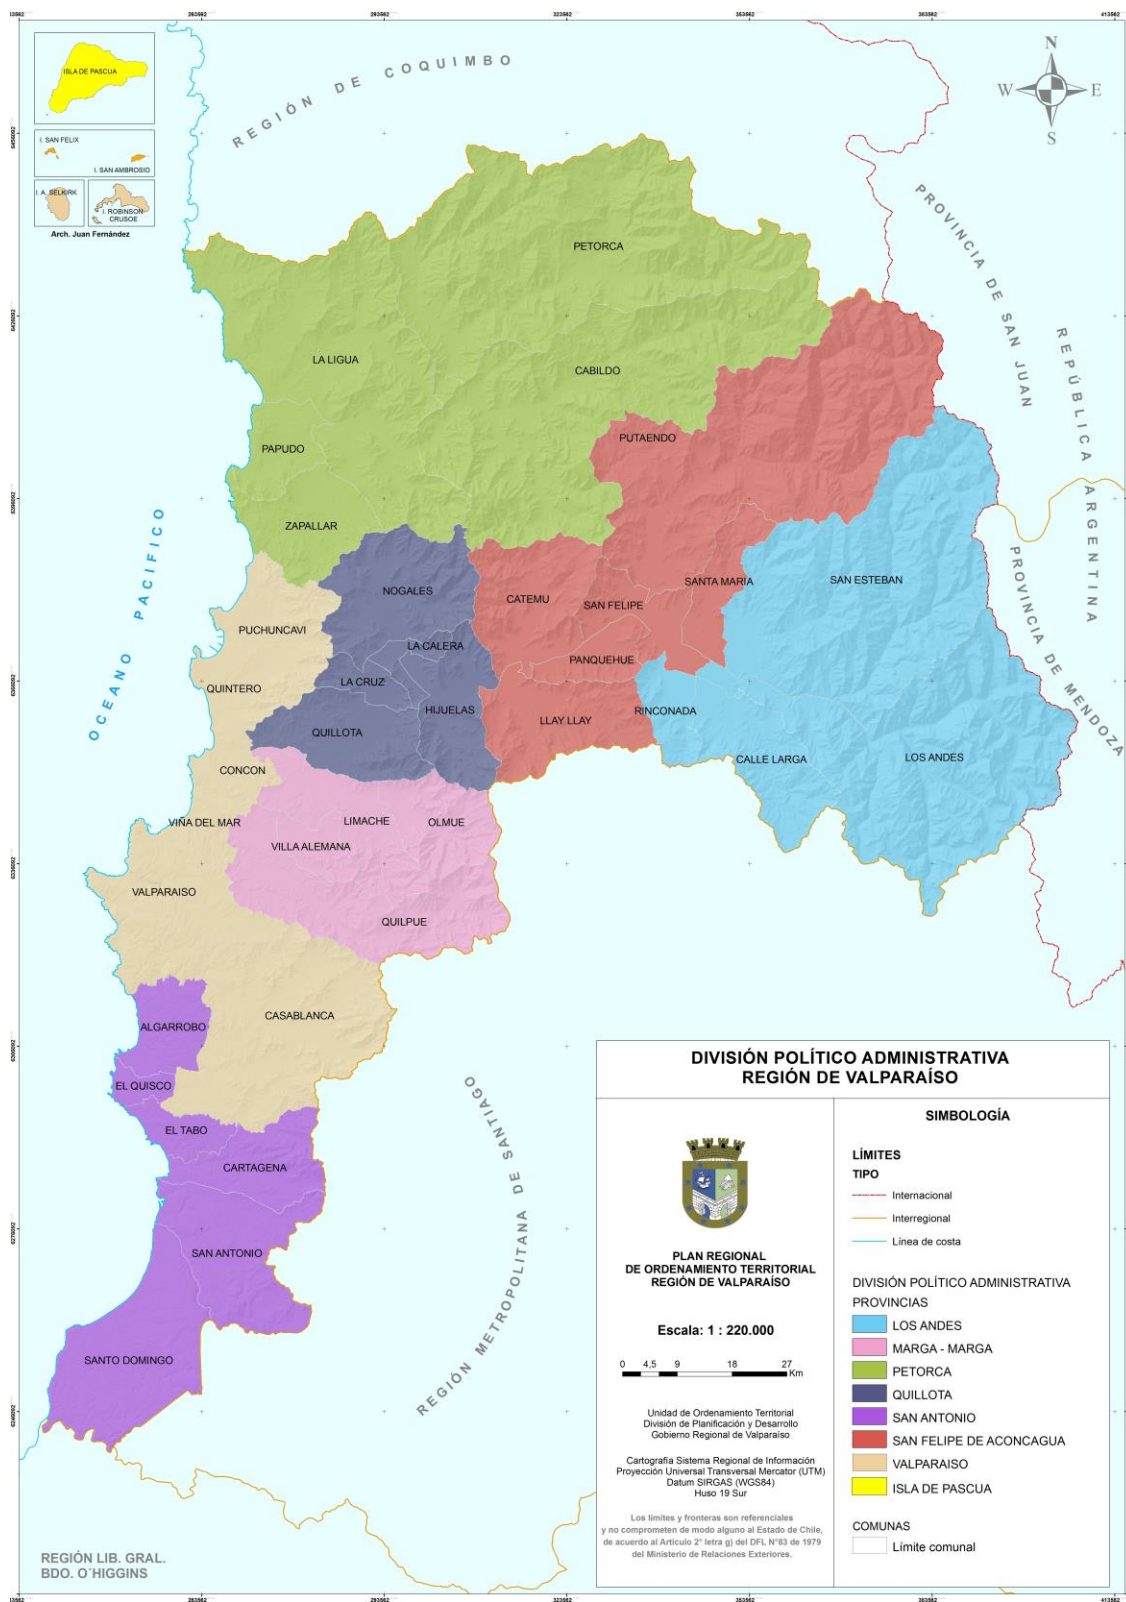 13562
263562
293562
323562
353562
383562
413562
ISLA DE PASCUA
I. SAN FELIX
I. SAN AMBROSIO
I. A. SELKIRK
I. ROBINSON
CRUSOE
Arch. Juan Fernández
REGIÓN DE COQUIMBO
N
W
E
S
PROVINCIA DE SAN JUAN
REPÚBLICA ARGENTINA
PROVINCIA DE MENDOZA
OCEANO PACIFICO
PETORCA
LA LIGUA
CABILDO
PAPUDO
PUTAENDO
ZAPALLAR
NOGALES
CATEMU
SAN FELIPE
SANTA MARIA
SAN ESTEBAN
PUCHUNCAVI
LA CALERA
PANQUEHUE
LA CRUZ
QUINTERO
HIJUELAS
LLAY LLAY
RINCONADA
QUILLOTA
CALLE LARGA
LOS ANDES
CONCON
VIÑA DEL MAR
LIMACHE
OLMUE
VILLA ALEMANA
VALPARAISO
QUILPUE
CASABLANCA
ALGARROBO
EL QUISCO
EL TABO
CARTAGENA
SAN ANTONIO
SANTO DOMINGO
REGIÓN METROPOLITANA DE SANTIAGO
REGIÓN LIB. GRAL.
BDO. O´HIGGINS
DIVISIÓN POLÍTICO ADMINISTRATIVA
REGIÓN DE VALPARAÍSO
PLAN REGIONAL
DE ORDENAMIENTO TERRITORIAL
REGIÓN DE VALPARAÍSO
Escala: 1 : 220.000
0 4,5 9 18 27
Km
Unidad de Ordenamiento Territorial
División de Planificación y Desarrollo
Gobierno Regional de Valparaíso
Cartografía Sistema Regional de Información
Proyección Universal Transversal Mercator (UTM)
Datum SIRGAS (WGS84)
Huso 19 Sur
Los límites y fronteras son referenciales
y no comprometen de modo alguno al Estado de Chile,
de acuerdo al Artículo 2° letra g) del DFL N°83 de 1979
del Ministerio de Relaciones Exteriores.
SIMBOLOGÍA
LÍMITES
TIPO
Internacional
Interregional
Línea de costa
DIVISIÓN POLÍTICO ADMINISTRATIVA
PROVINCIAS
LOS ANDES
MARGA - MARGA
PETORCA
QUILLOTA
SAN ANTONIO
SAN FELIPE DE ACONCAGUA
VALPARAISO
ISLA DE PASCUA
COMUNAS
Límite comunal